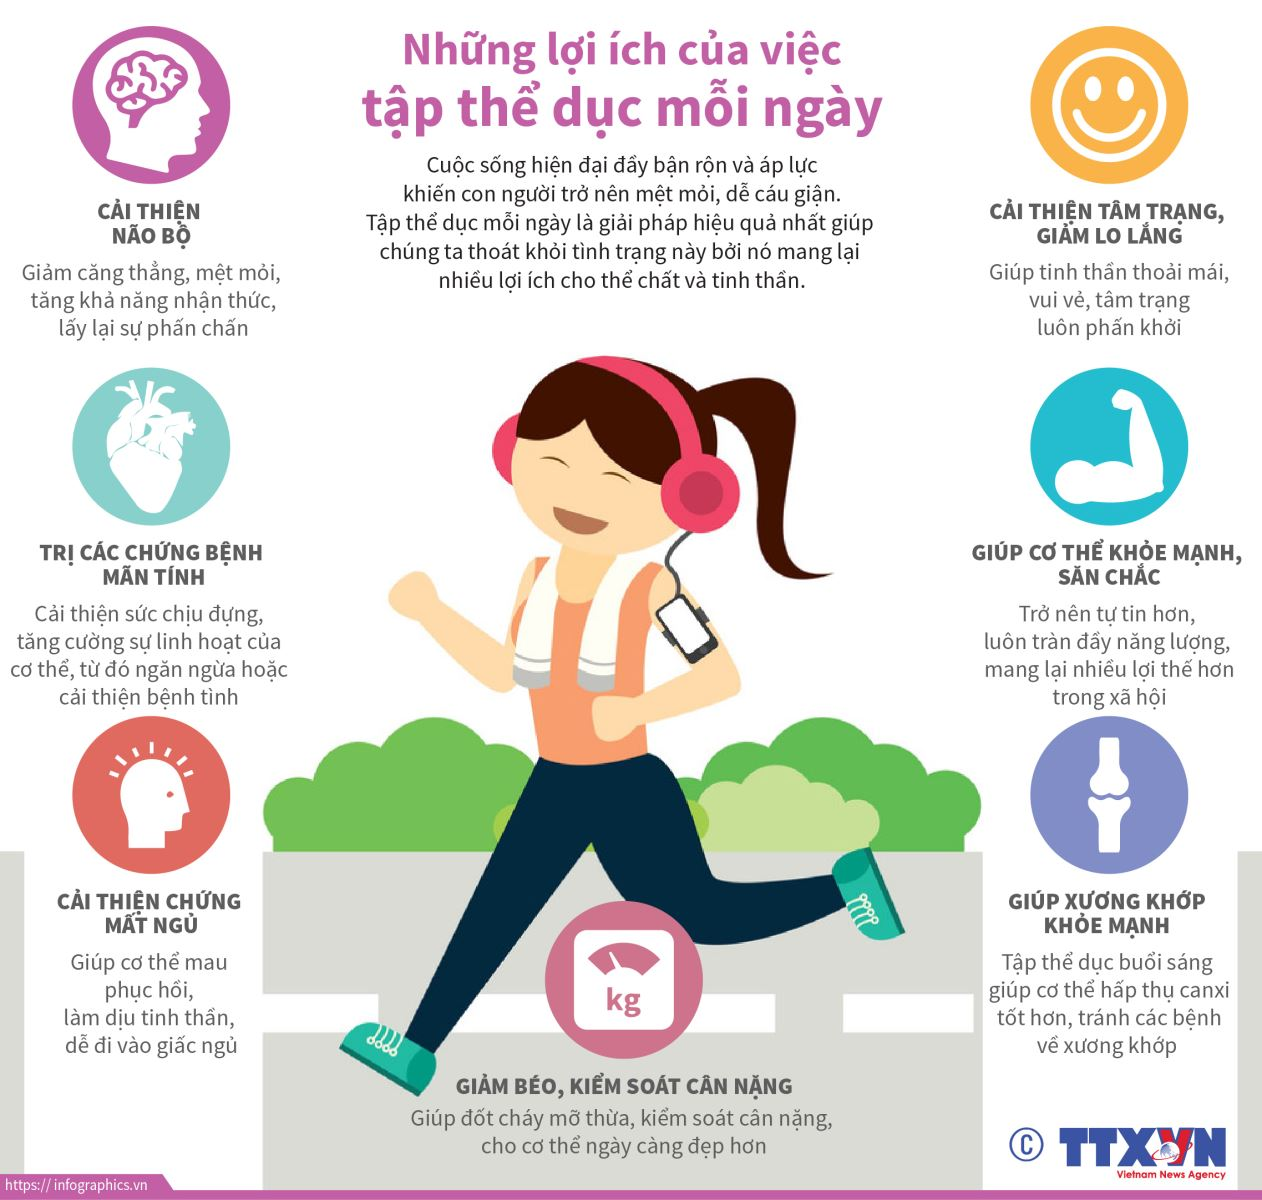 Những lợi ích của việc
tập thể dục mỗi ngày
Cuộc sống hiện đại đầy bận rộn và áp lực
khiến con người trở nên mệt mỏi, dễ cáu giận.
Tập thể dục mỗi ngày là giải pháp hiệu quả nhất giúp
chúng ta thoát khỏi tình trạng này bởi nó mang lại
nhiều lợi ích cho thể chất và tinh thần.
CẢI THIỆN
NÃO BỘ
Giảm căng thẳng, mệt mỏi,
tăng khả năng nhận thức,
lấy lại sự phấn chấn
CẢI THIỆN TÂM TRẠNG,
GIẢM LO LẮNG
Giúp tinh thần thoải mái,
vui vẻ, tâm trạng
luôn phấn khởi
TRỊ CÁC CHỨNG BỆNH
MÃN TÍNH
Cải thiện sức chịu đựng,
tăng cường sự linh hoạt của
cơ thể, từ đó ngăn ngừa hoặc
cải thiện bệnh tình
GIÚP CƠ THỂ KHỎE MẠNH,
SĂN CHẮC
Trở nên tự tin hơn,
luôn tràn đầy năng lượng,
mang lại nhiều lợi thế hơn
trong xã hội
CẢI THIỆN CHỨNG
MẤT NGỦ
Giúp cơ thể mau
phục hồi,
làm dịu tinh thần,
dễ đi vào giấc ngủ
GIÚP XƯƠNG KHỚP
KHỎE MẠNH
Tập thể dục buổi sáng
giúp cơ thể hấp thụ canxi
tốt hơn, tránh các bệnh
về xương khớp
kg
GIẢM BÉO, KIỂM SOÁT CÂN NẶNG
Giúp đốt cháy mỡ thừa, kiểm soát cân nặng,
cho cơ thể ngày càng đẹp hơn
© TTXVN
Vietnam News Agency
https:// infographics.vn